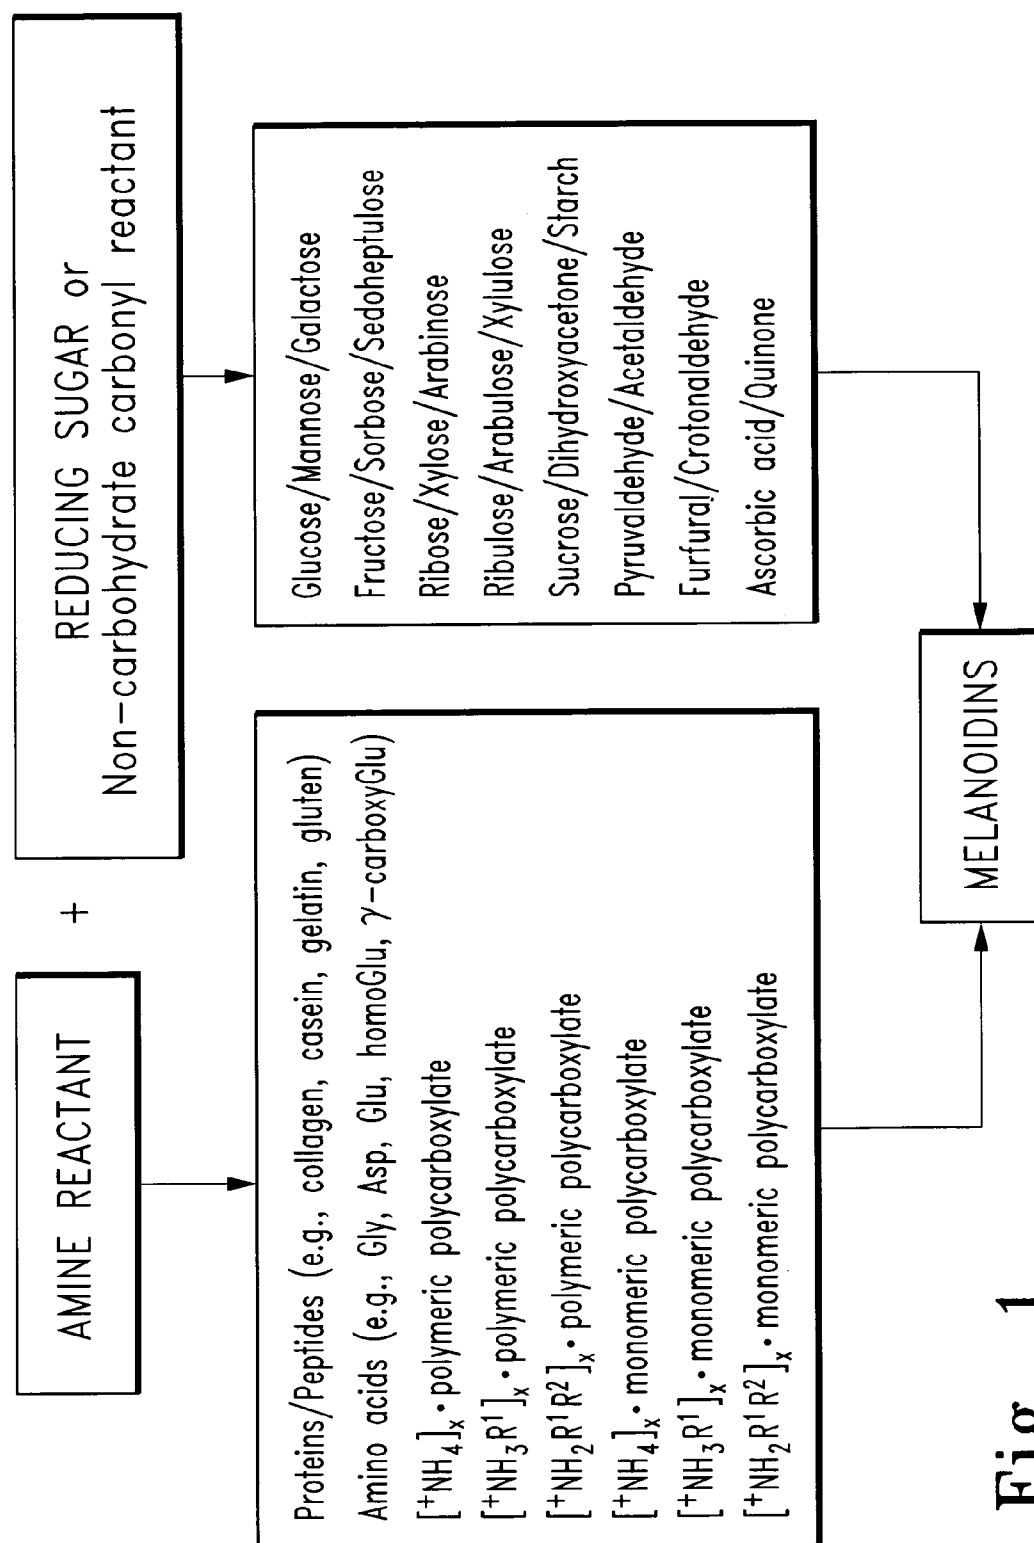 AMINE REACTANT
+
REDUCING SUGAR or
Non-carbohydrate carbonyl reactant
Proteins/Peptides (e.g., collagen, casein, gelatin, gluten)
Amino acids (e.g., Gly, Asp, Glu, homoGlu, γ-carboxyGlu)
[⁺NH₄]ₓ • polymeric polycarboxylate
[⁺NH₃R¹]ₓ • polymeric polycarboxylate
[⁺NH₂R¹R²]ₓ • polymeric polycarboxylate
[⁺NH₄]ₓ • monomeric polycarboxylate
[⁺NH₃R¹]ₓ • monomeric polycarboxylate
[⁺NH₂R¹R²]ₓ • monomeric polycarboxylate
Glucose/Mannose/Galactose
Fructose/Sorbose/Sedoheptulose
Ribose/Xylose/Arabinose
Ribulose/Arabulose/Xylulose
Sucrose/Dihydroxyacetone/Starch
Pyruvaldehyde/Acetaldehyde
Furfural/Crotonaldehyde
Ascorbic acid/Quinone
MELANOIDINS
Fig. 1